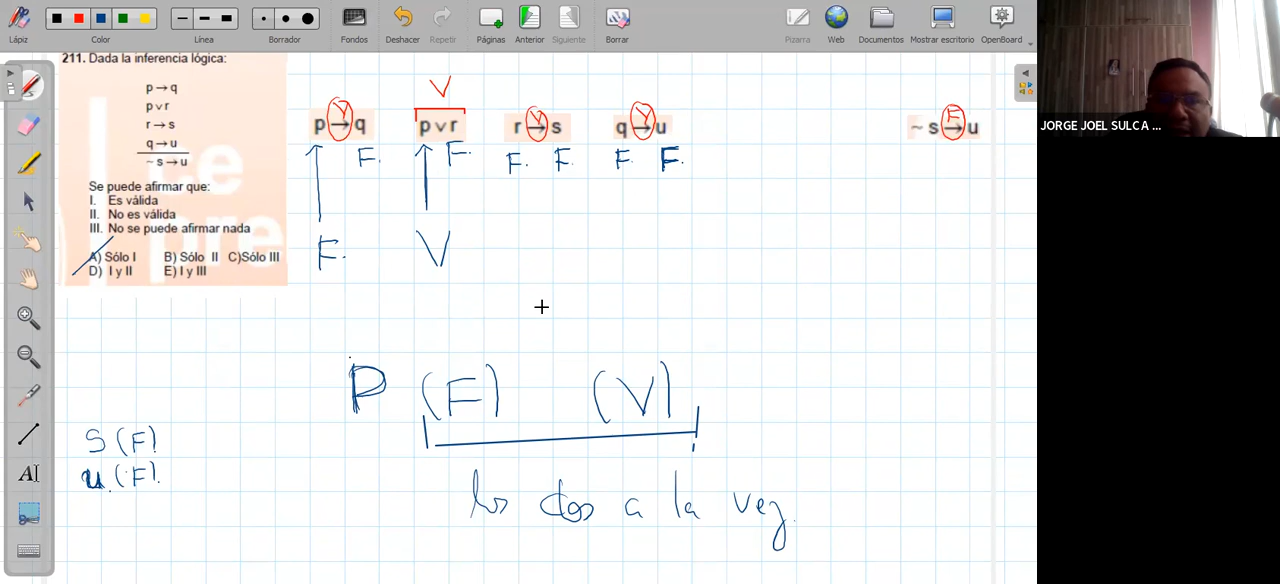 Lápiz Color Línea Borrador Fondos Deshacer Repetir Páginas Anterior Siguiente Borrar Pizarra Web Documentos Mostrar escritorio OpenBoard
JORGE JOEL SULCA A ...
211. Dada la inferencia lógica:
p → q
p v r
r → s
q → u
~ s → u
Se puede afirmar que:
I. Es válida
II. No es válida
III. No se puede afirmar nada
A) Sólo I B) Sólo II C)Sólo III
D) I y II E) I y III
V
V V V F
p → q p v r r → s q → u ~ s → u
F. F. F. F. F. F.
F. V
P (F) (V)
S (F)
u (F).
los dos a la vez.
AI